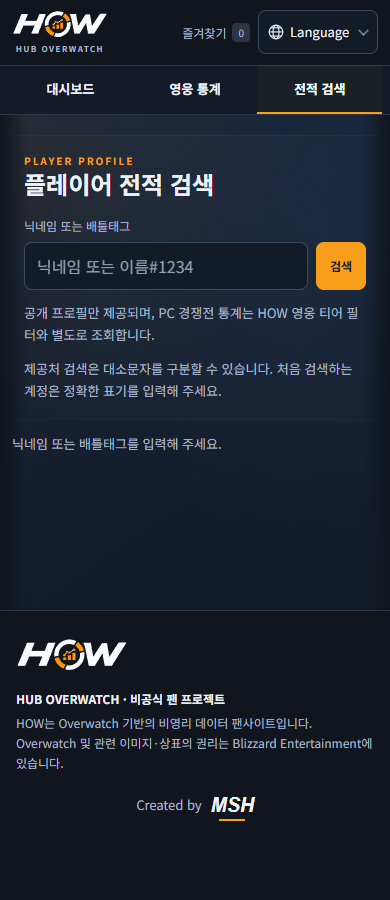 HOW
HUB OVERWATCH
즐겨찾기 0
Language
대시보드 영웅 통계 전적 검색
PLAYER PROFILE
플레이어 전적 검색
닉네임 또는 배틀태그
닉네임 또는 이름#1234 검색
공개 프로필만 제공되며, PC 경쟁전 통계는 HOW 영웅 티어 필
터와 별도로 조회합니다.
제공처 검색은 대소문자를 구분할 수 있습니다. 처음 검색하는
계정은 정확한 표기를 입력해 주세요.
닉네임 또는 배틀태그를 입력해 주세요.
HOW
HUB OVERWATCH · 비공식 팬 프로젝트
HOW는 Overwatch 기반의 비영리 데이터 팬사이트입니다.
Overwatch 및 관련 이미지·상표의 권리는 Blizzard Entertainment에
있습니다.
Created by MSH